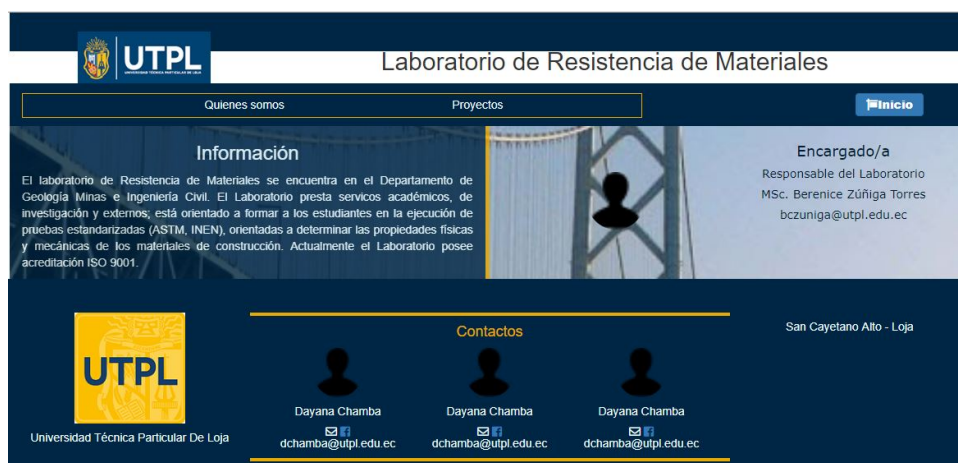 UTPL
UNIVERSIDAD TÉCNICA PARTICULAR DE LOJA
Laboratorio de Resistencia de Materiales
Quienes somos
Proyectos
Inicio
Información
El laboratorio de Resistencia de Materiales se encuentra en el Departamento de
Geología Minas e Ingeniería Civil. El Laboratorio presta servicos académicos, de
investigación y externos; está orientado a formar a los estudiantes en la ejecución de
pruebas estandarizadas (ASTM, INEN), orientadas a determinar las propiedades físicas
y mecánicas de los materiales de construcción. Actualmente el Laboratorio posee
acreditación ISO 9001.
Encargado/a
Responsable del Laboratorio
MSc. Berenice Zúñiga Torres
bczuniga@utpl.edu.ec
UTPL
Universidad Técnica Particular De Loja
Contactos
Dayana Chamba
dchamba@utpl.edu.ec
Dayana Chamba
dchamba@utpl.edu.ec
Dayana Chamba
dchamba@utpl.edu.ec
San Cayetano Alto - Loja